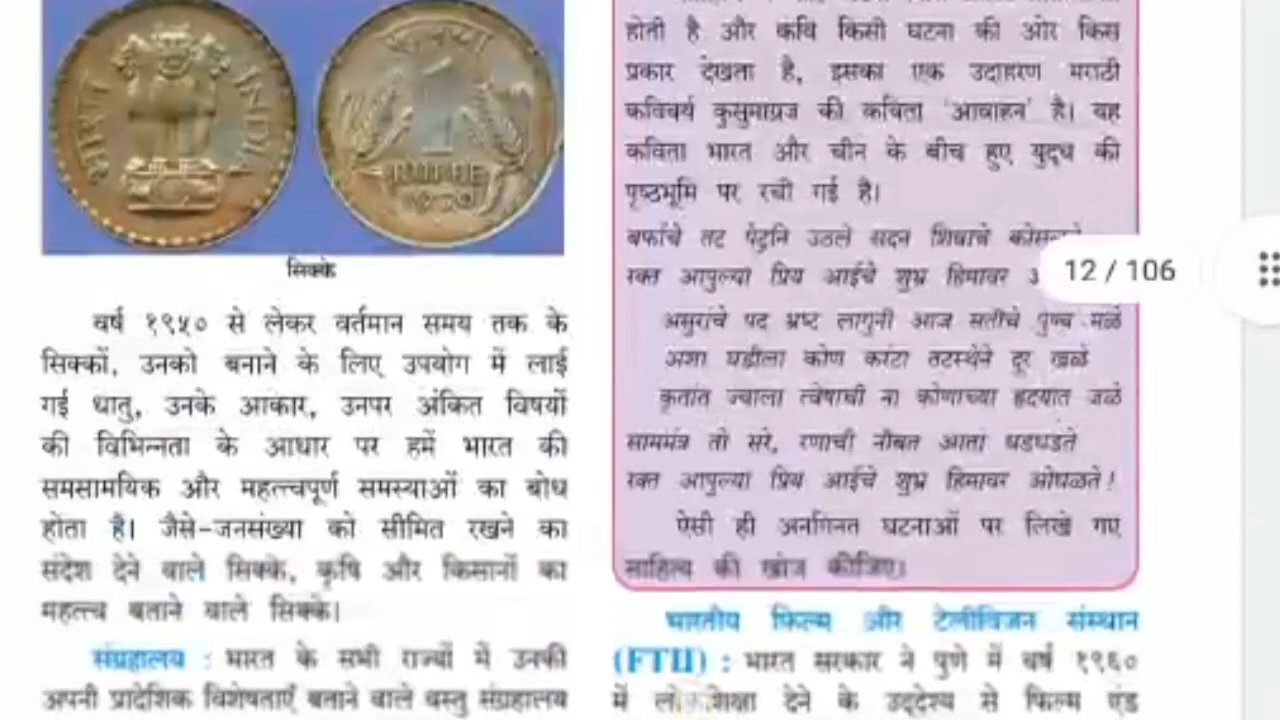 भारत INDIA
1
RUPEE
सिक्के
वर्ष १९५० से लेकर वर्तमान समय तक के
सिक्कों, उनको बनाने के लिए उपयोग में लाई
गई धातु, उनके आकार, उनपर अंकित विषयों
की विभिन्नता के आधार पर हमें भारत की
समसामयिक और महत्त्वपूर्ण समस्याओं का बोध
होता है। जैसे-जनसंख्या को सीमित रखने का
संदेश देने वाले सिक्के, कृषि और किसानों का
महत्त्व बताने वाले सिक्के।
संग्रहालय : भारत के सभी राज्यों में उनकी
अपनी प्रादेशिक विशेषताएँ बताने वाले वस्तु संग्रहालय
होती है और कवि किसी घटना की ओर किस
प्रकार देखता है, इसका एक उदाहरण मराठी
कविवर्य कुसुमाग्रज की कविता 'आवाहन' है। यह
कविता भारत और चीन के बीच हुए युद्ध की
पृष्ठभूमि पर रची गई है।
बर्फाचे तट पेटुनि उठले सदन शिवाचे
रक्त आपुल्या प्रिय आईचे शुभ्र हिमावर
असुरांचे पद भ्रष्ट लागुनी आज सतीचे पुण्य मळे
अशा घडीला कोण करंटा तटस्थतेने दूर खळे
कृतांत ज्वाला त्वेषाची ना कोणाच्या हृदयात जळे
साममंत्र तो सरे, रणाची नौबत आता धडधडते
रक्त आपुल्या प्रिय आईचे शुभ्र हिमावर ओघळते!
ऐसी ही अनगिनत घटनाओं पर लिखे गए
साहित्य की खोज कीजिए।
भारतीय फिल्म और टेलीविजन संस्थान
(FTII) : भारत सरकार ने पुणे में वर्ष १९६०
में लोकशिक्षा देने के उद्देश्य से फिल्म एंड
12 / 106